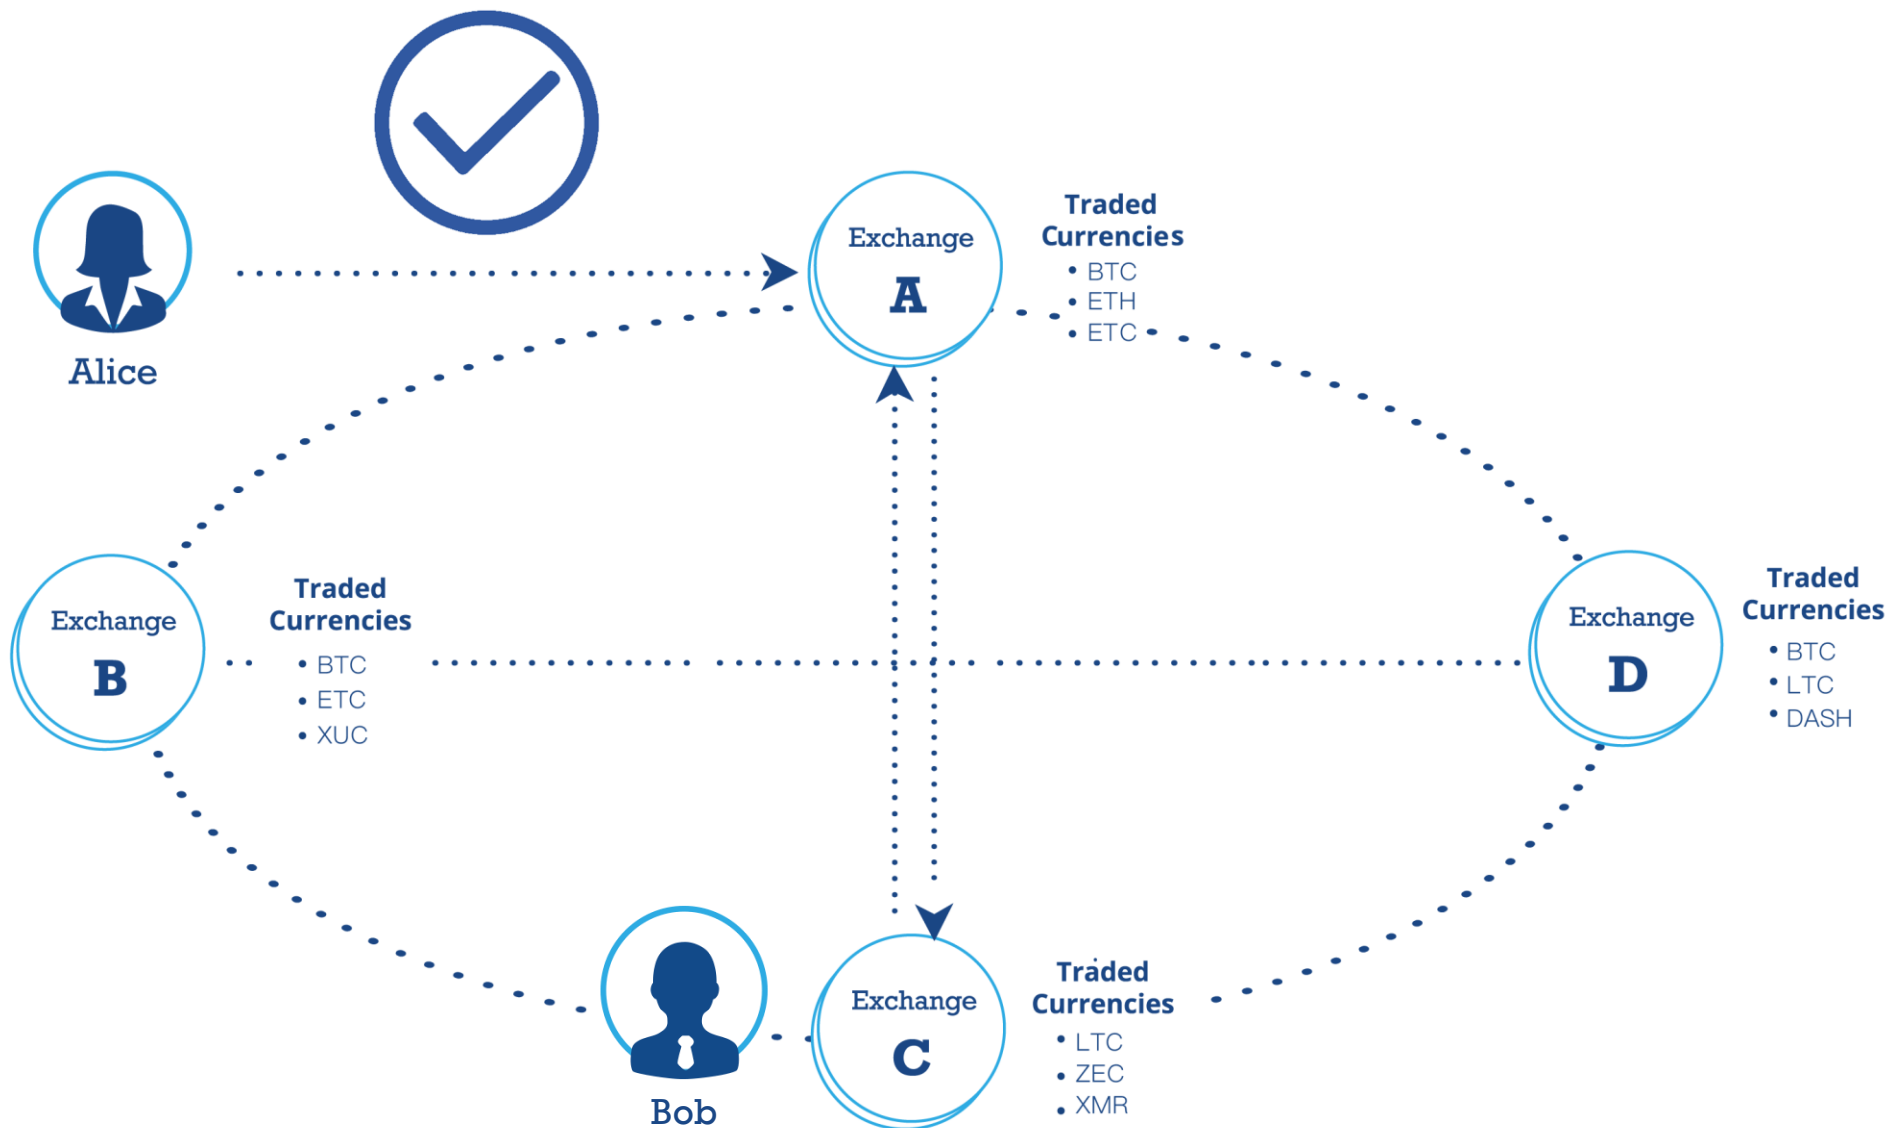 Alice
Exchange
A
Traded
Currencies
• BTC
• ETH
• ETC
Exchange
B
Traded
Currencies
• BTC
• ETC
• XUC
Exchange
D
Traded
Currencies
• BTC
• LTC
• DASH
Bob
Exchange
C
Traded
Currencies
• LTC
• ZEC
• XMR